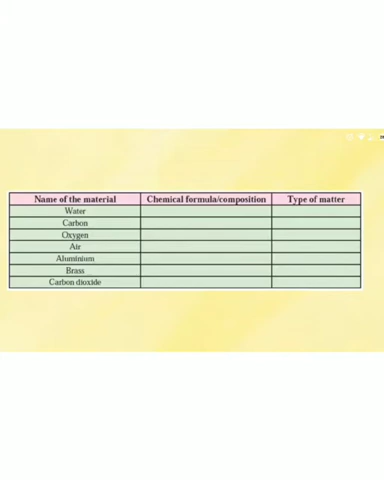 Name of the material Chemical formula/composition Type of matter
Water
Carbon
Oxygen
Air
Aluminium
Brass
Carbon dioxide